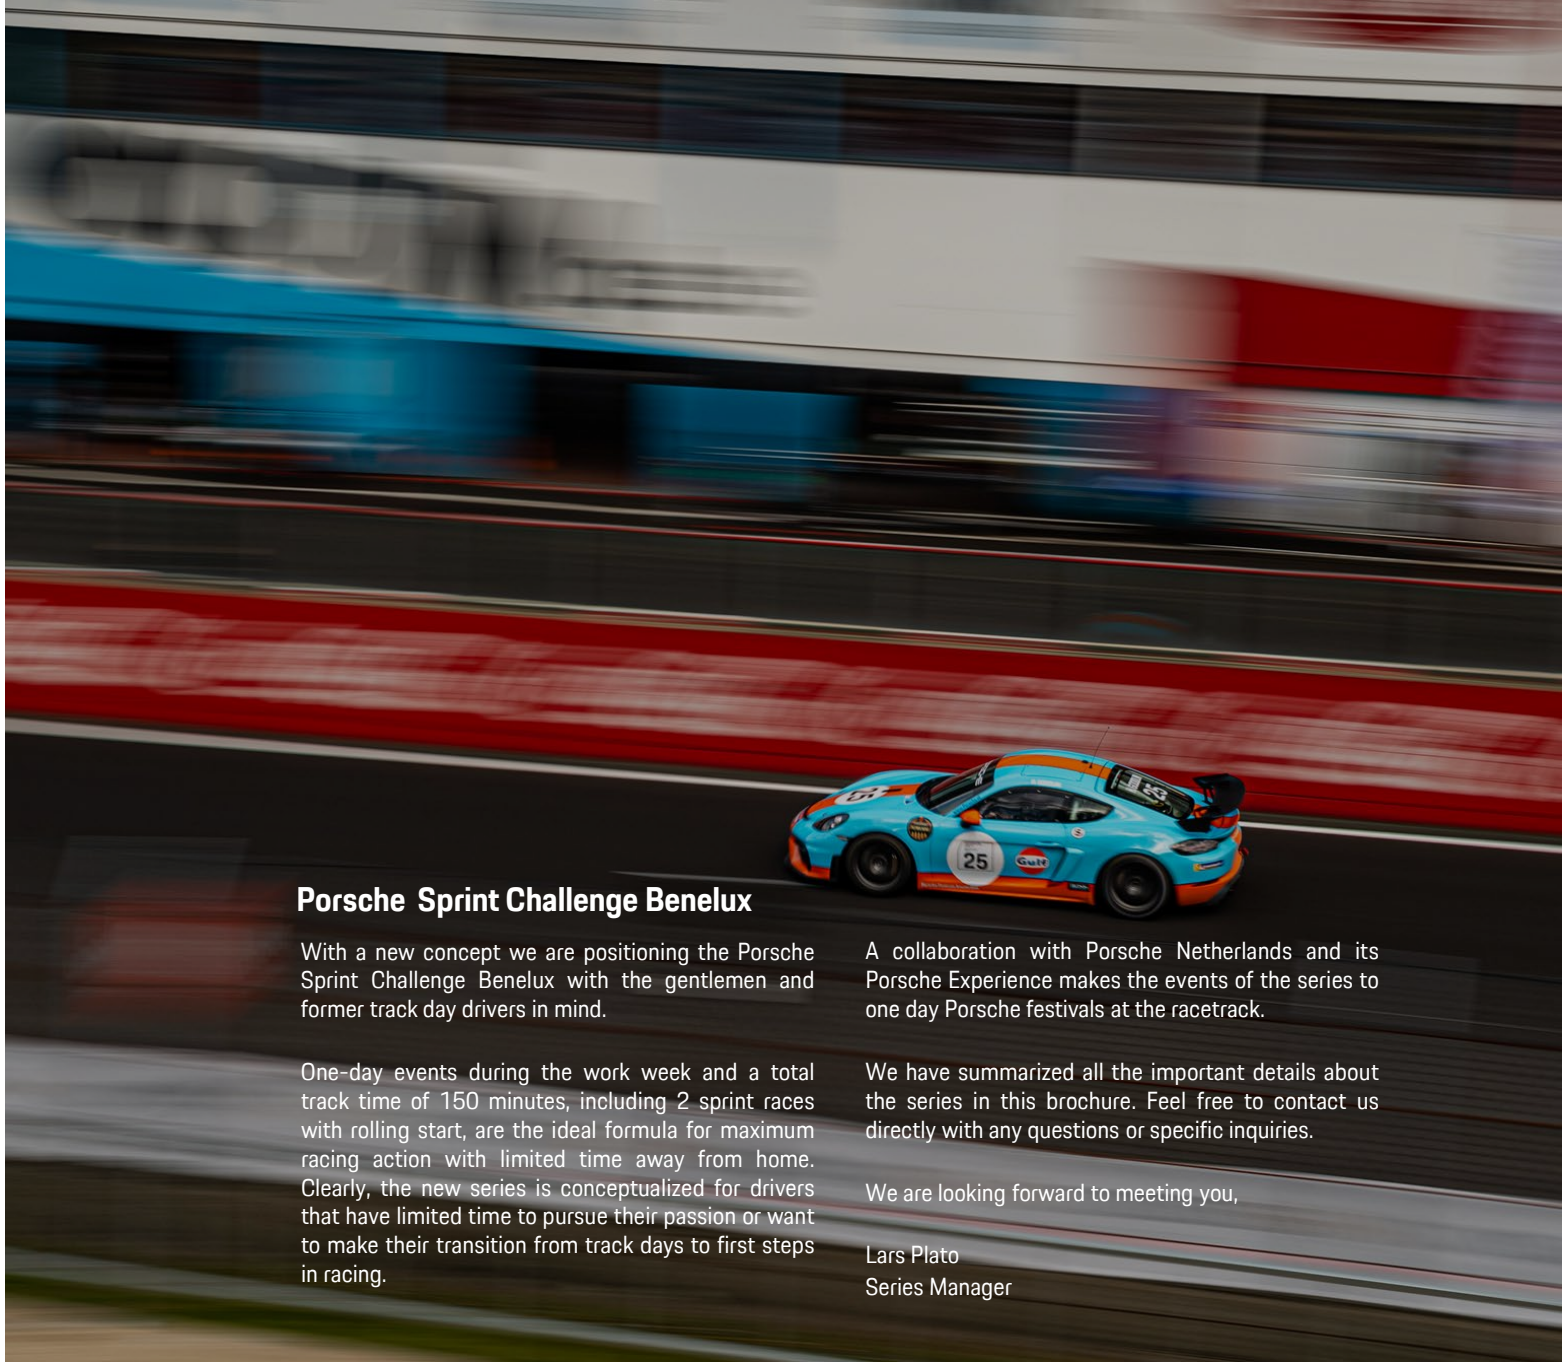 25
25
25
Gulf
Porsche Sprint Challenge Benelux
With a new concept we are positioning the Porsche
Sprint Challenge Benelux with the gentlemen and
former track day drivers in mind.
One-day events during the work week and a total
track time of 150 minutes, including 2 sprint races
with rolling start, are the ideal formula for maximum
racing action with limited time away from home.
Clearly, the new series is conceptualized for drivers
that have limited time to pursue their passion or want
to make their transition from track days to first steps
in racing.
A collaboration with Porsche Netherlands and its
Porsche Experience makes the events of the series to
one day Porsche festivals at the racetrack.
We have summarized all the important details about
the series in this brochure. Feel free to contact us
directly with any questions or specific inquiries.
We are looking forward to meeting you,
Lars Plato
Series Manager